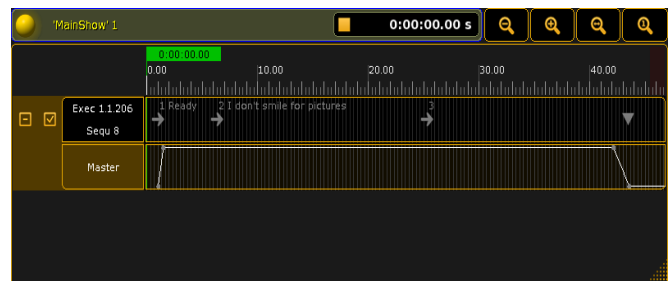 'MainShow' 1
0:00:00.00 s
0:00:00.00
0.00 10.00 20.00 30.00 40.00
Exec 1.1.206
Sequ 8
1 Ready 2 I don't smile for pictures 3
Master